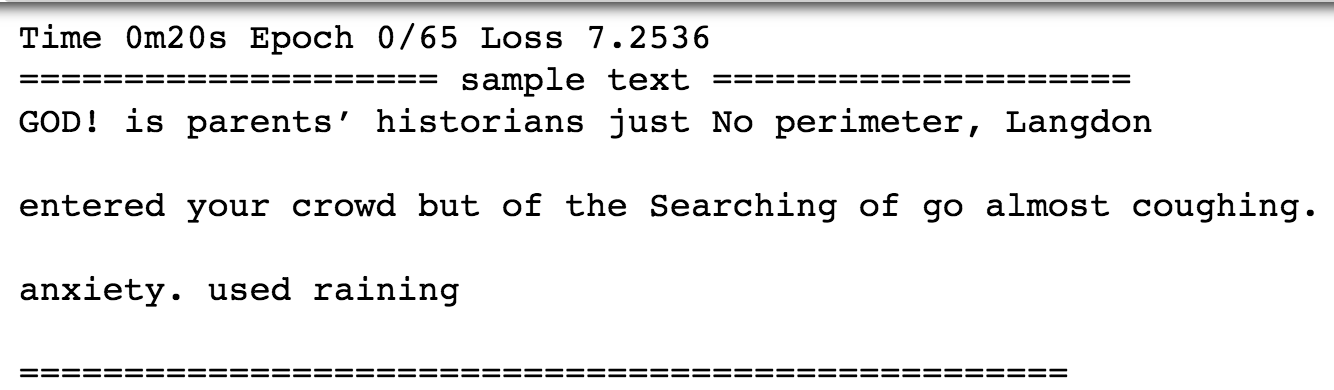 Time 0m20s Epoch 0/65 Loss 7.2536
==================== sample text ====================
GOD! is parents’ historians just No perimeter, Langdon
entered your crowd but of the Searching of go almost coughing.
anxiety. used raining
==================================================